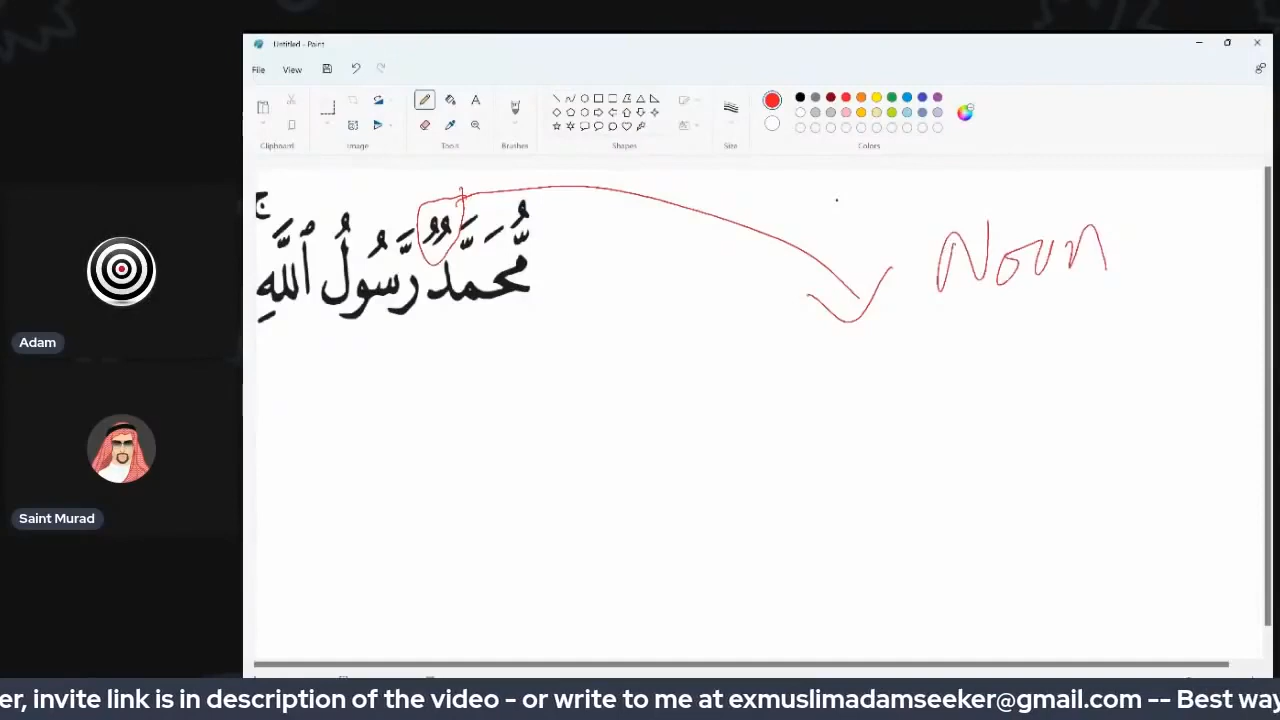 Untitled - Paint
File View
Clipboard Image Tools Brushes Shapes Size Colors
مُّحَمَّدٌ رَّسُولُ ٱللَّهِ ۚ
Noun
Adam
Saint Murad
er, invite link is in description of the video - or write to me at exmuslimadamseeker@gmail.com -- Best way